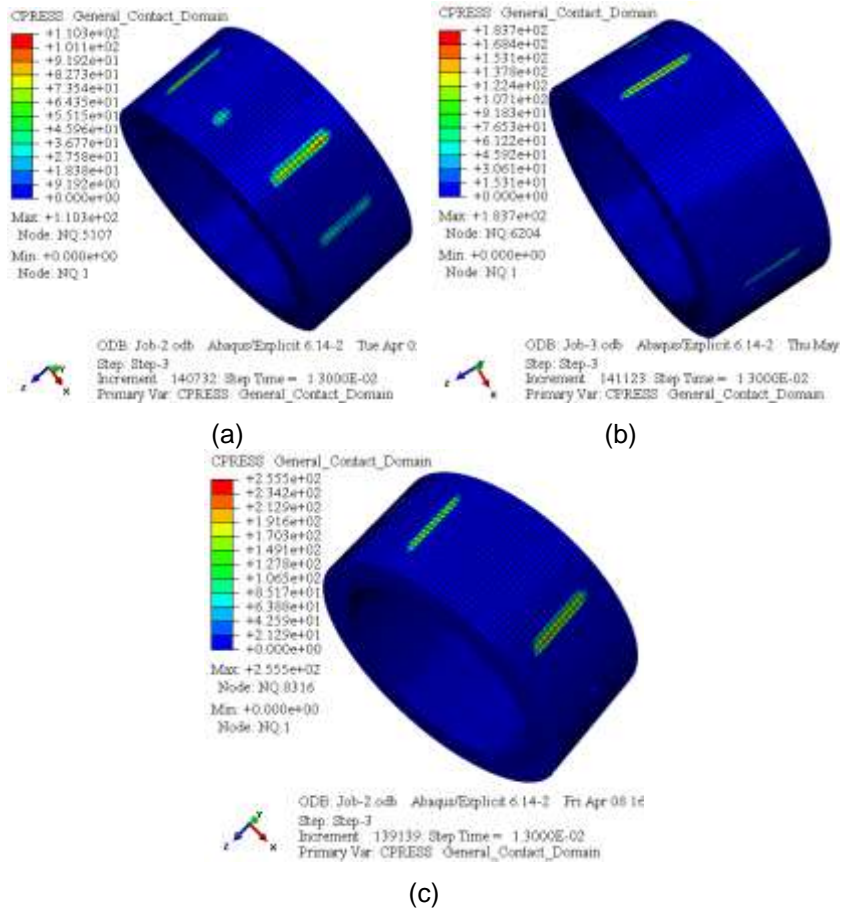 CPRESS General_Contact_Domain
+1.103e+02
+1.011e+02
+9.192e+01
+8.273e+01
+7.354e+01
+6.435e+01
+5.515e+01
+4.596e+01
+3.677e+01
+2.758e+01
+1.838e+01
+9.192e+00
+0.000e+00
Max: +1.103e+02
Node: NQ.5107
Min: +0.000e+00
Node: NQ.1
ODB: Job-2.odb Abaqus/Explicit 6.14-2 Tue Apr 0
Step: Step-3
Increment 140732: Step Time = 1.3000E-02
Primary Var: CPRESS General_Contact_Domain
Z Y X
(a)
CPRESS General_Contact_Domain
+1.837e+02
+1.684e+02
+1.531e+02
+1.378e+02
+1.224e+02
+1.071e+02
+9.183e+01
+7.653e+01
+6.122e+01
+4.592e+01
+3.061e+01
+1.531e+01
+0.000e+00
Max: +1.837e+02
Node: NQ.6204
Min: +0.000e+00
Node: NQ.1
ODB: Job-3.odb Abaqus/Explicit 6.14-2 Thu May
Step: Step-3
Increment 141123: Step Time = 1.3000E-02
Primary Var: CPRESS General_Contact_Domain
Z X
(b)
CPRESS General_Contact_Domain
+2.555e+02
+2.342e+02
+2.129e+02
+1.916e+02
+1.703e+02
+1.491e+02
+1.278e+02
+1.065e+02
+8.517e+01
+6.388e+01
+4.259e+01
+2.129e+01
+0.000e+00
Max: +2.555e+02
Node: NQ.8316
Min: +0.000e+00
Node: NQ.1
ODB: Job-2.odb Abaqus/Explicit 6.14-2 Fri Apr 08 16
Step: Step-3
Increment 139139: Step Time = 1.3000E-02
Primary Var: CPRESS General_Contact_Domain
Z Y X
(c)